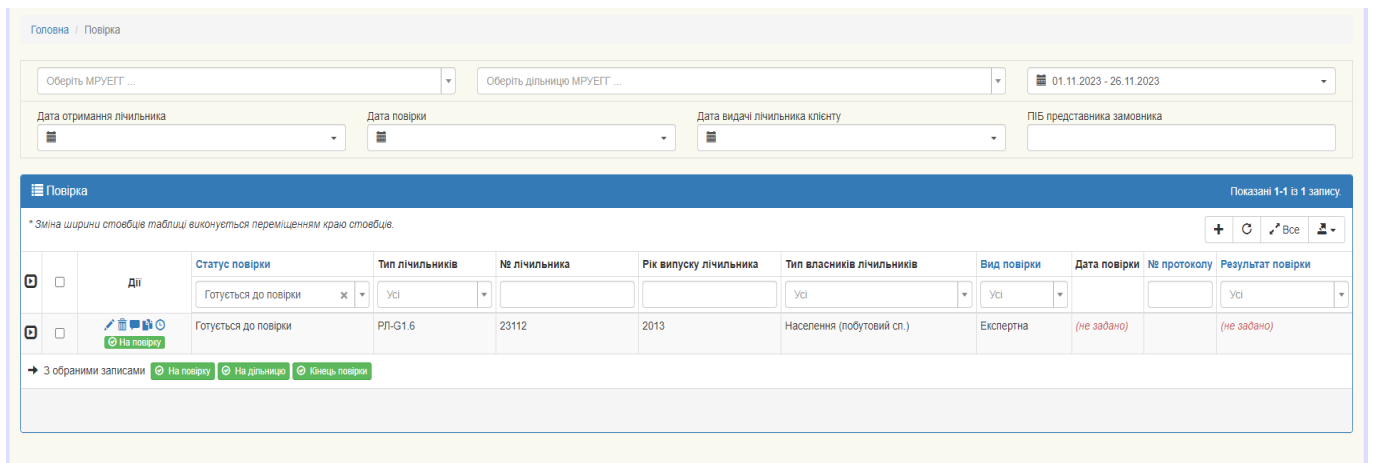 Головна / Повірка
Оберіть МРУЕГГ ... Оберіть дільницю МРУЕГГ ... 01.11.2023 - 26.11.2023
Дата отримання лічильника Дата повірки Дата видачі лічильника клієнту ПІБ представника замовника
Повірка Показані 1-1 із 1 запису.
* Зміна ширини стовбців таблиці виконується переміщенням краю стовбців.
Все
Дії Статус повірки Тип лічильників № лічильника Рік випуску лічильника Тип власників лічильників Вид повірки Дата повірки № протоколу Результат повірки
Готується до повірки Усі Усі Усі Усі
Готується до повірки РЛ-G1.6 23112 2013 Населення (побутовий сп.) Експертна (не задано) (не задано)
На повірку
З обраними записами На повірку На дільницю Кінець повірки